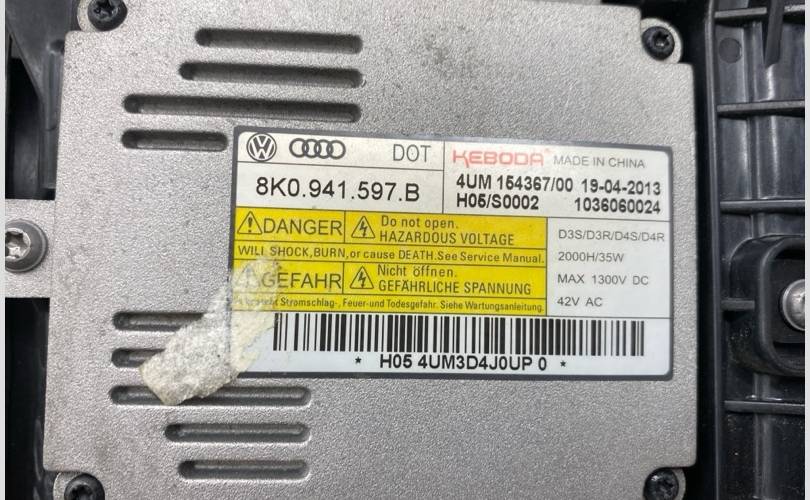 DOT
8K0.941.597.B
KEBODA MADE IN CHINA
4UM 154367/00 19-04-2013
H05/S0002 1036060024
DANGER
Do not open.
HAZARDOUS VOLTAGE
WILL SHOCK,BURN,or cause DEATH.See Service Manual.
GEFAHR
Nicht öffnen.
GEFÄHRLICHE SPANNUNG
Stromschlag-, Feuer-und Todesgefahr. Siehe Wartungsanleitung.
D3S/D3R/D4S/D4R
2000H/35W
MAX 1300V DC
42V AC
* H05 4UM3D4J0UP 0 *